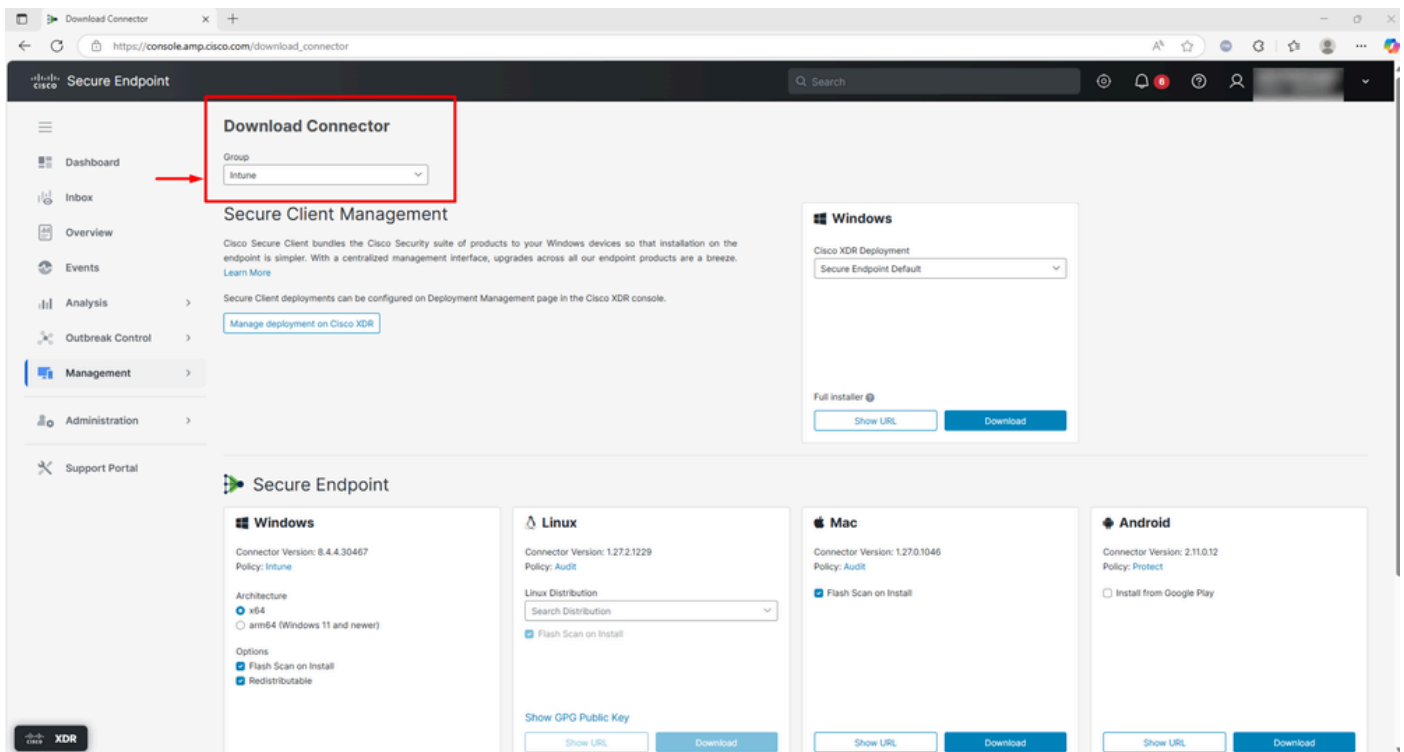 Download Connector
https://console.amp.cisco.com/download_connector
cisco Secure Endpoint
Search
6
Download Connector
Group
Intune
Dashboard
Inbox
Overview
Events
Analysis
Outbreak Control
Management
Administration
Support Portal
Secure Client Management
Cisco Secure Client bundles the Cisco Security suite of products to your Windows devices so that installation on the
endpoint is simpler. With a centralized management interface, upgrades across all our endpoint products are a breeze.
Learn More
Secure Client deployments can be configured on Deployment Management page in the Cisco XDR console.
Manage deployment on Cisco XDR
Windows
Cisco XDR Deployment
Secure Endpoint Default
Full installer
Show URL
Download
Secure Endpoint
Windows
Connector Version: 8.4.4.30467
Policy: Intune
Architecture
x64
arm64 (Windows 11 and newer)
Options
Flash Scan on Install
Redistributable
Linux
Connector Version: 1.27.2.1229
Policy: Audit
Linux Distribution
Search Distribution
Flash Scan on Install
Show GPG Public Key
Show URL
Download
Mac
Connector Version: 1.27.0.1046
Policy: Audit
Flash Scan on Install
Show URL
Download
Android
Connector Version: 2.11.0.12
Policy: Protect
Install from Google Play
Show URL
Download
cisco XDR